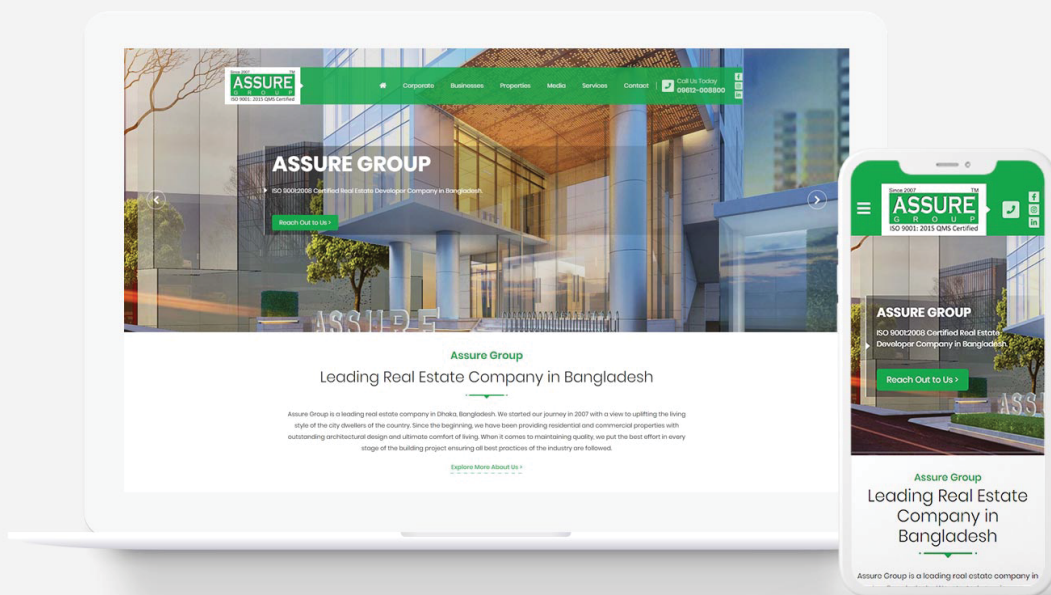 Since 2007 TM
ASSURE
GROUP
ISO 9001: 2015 QMS Certified
Corporate Businesses Properties Media Services Contact
Call Us Today
09612-008800
ASSURE GROUP
ISO 9001:2008 Certified Real Estate Developer Company in Bangladesh.
Reach Out to Us >
ASSURE
Assure Group
Leading Real Estate Company in Bangladesh
Assure Group is a leading real estate company in Dhaka, Bangladesh. We started our journey in 2007 with a view to uplifting the living
style of the city dwellers of the country. Since the beginning, we have been providing residential and commercial properties with
outstanding architectural design and ultimate comfort of living. When it comes to maintaining quality, we put the best effort in every
stage of the building project ensuring all best practices of the industry are followed.
Explore More About Us >
Since 2007 TM
ASSURE
GROUP
ISO 9001: 2015 QMS Certified
ASSURE GROUP
ISO 9001:2008 Certified Real Estate
Developer Company in Bangladesh.
Reach Out to Us >
ASS
Assure Group
Leading Real Estate
Company in
Bangladesh
Assure Group is a leading real estate company in